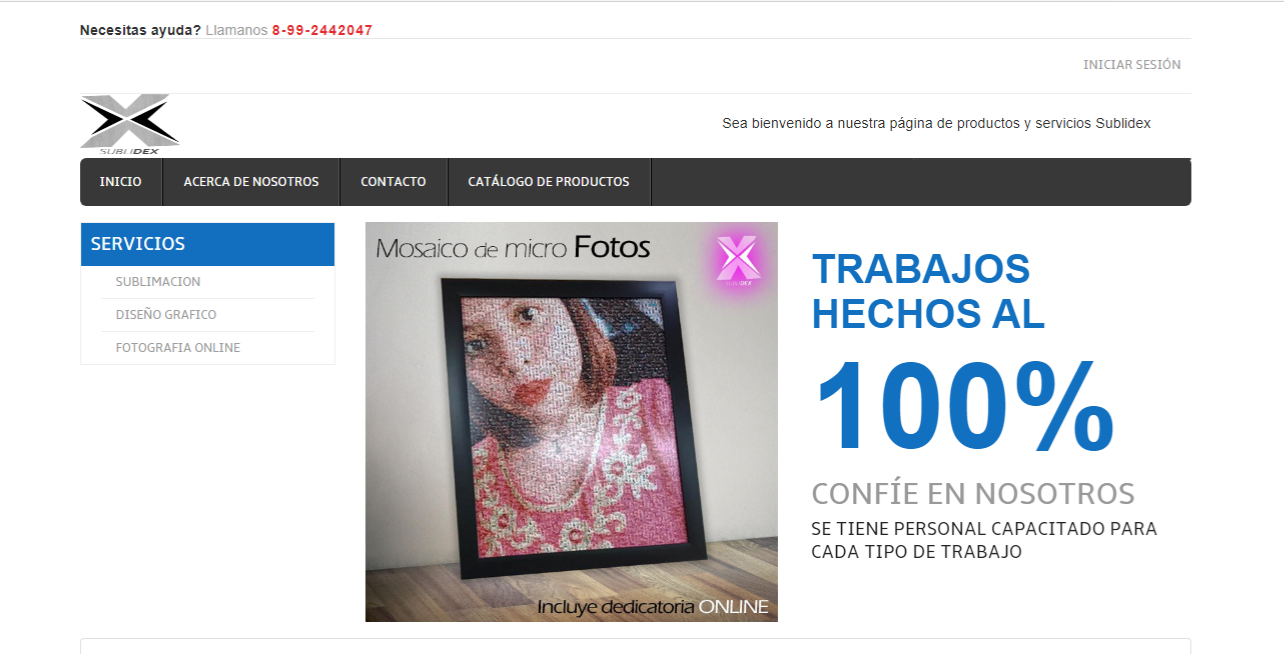 Necesitas ayuda? Llamanos 8-99-2442047
INICIAR SESIÓN
SUBLIDEX
Sea bienvenido a nuestra página de productos y servicios Sublidex
INICIO
ACERCA DE NOSOTROS
CONTACTO
CATÁLOGO DE PRODUCTOS
SERVICIOS
SUBLIMACION
DISEÑO GRAFICO
FOTOGRAFIA ONLINE
Mosaico de micro Fotos
SUBLIDEX
Incluye dedicatoria ONLINE
TRABAJOS
HECHOS AL
100%
CONFÍE EN NOSOTROS
SE TIENE PERSONAL CAPACITADO PARA
CADA TIPO DE TRABAJO